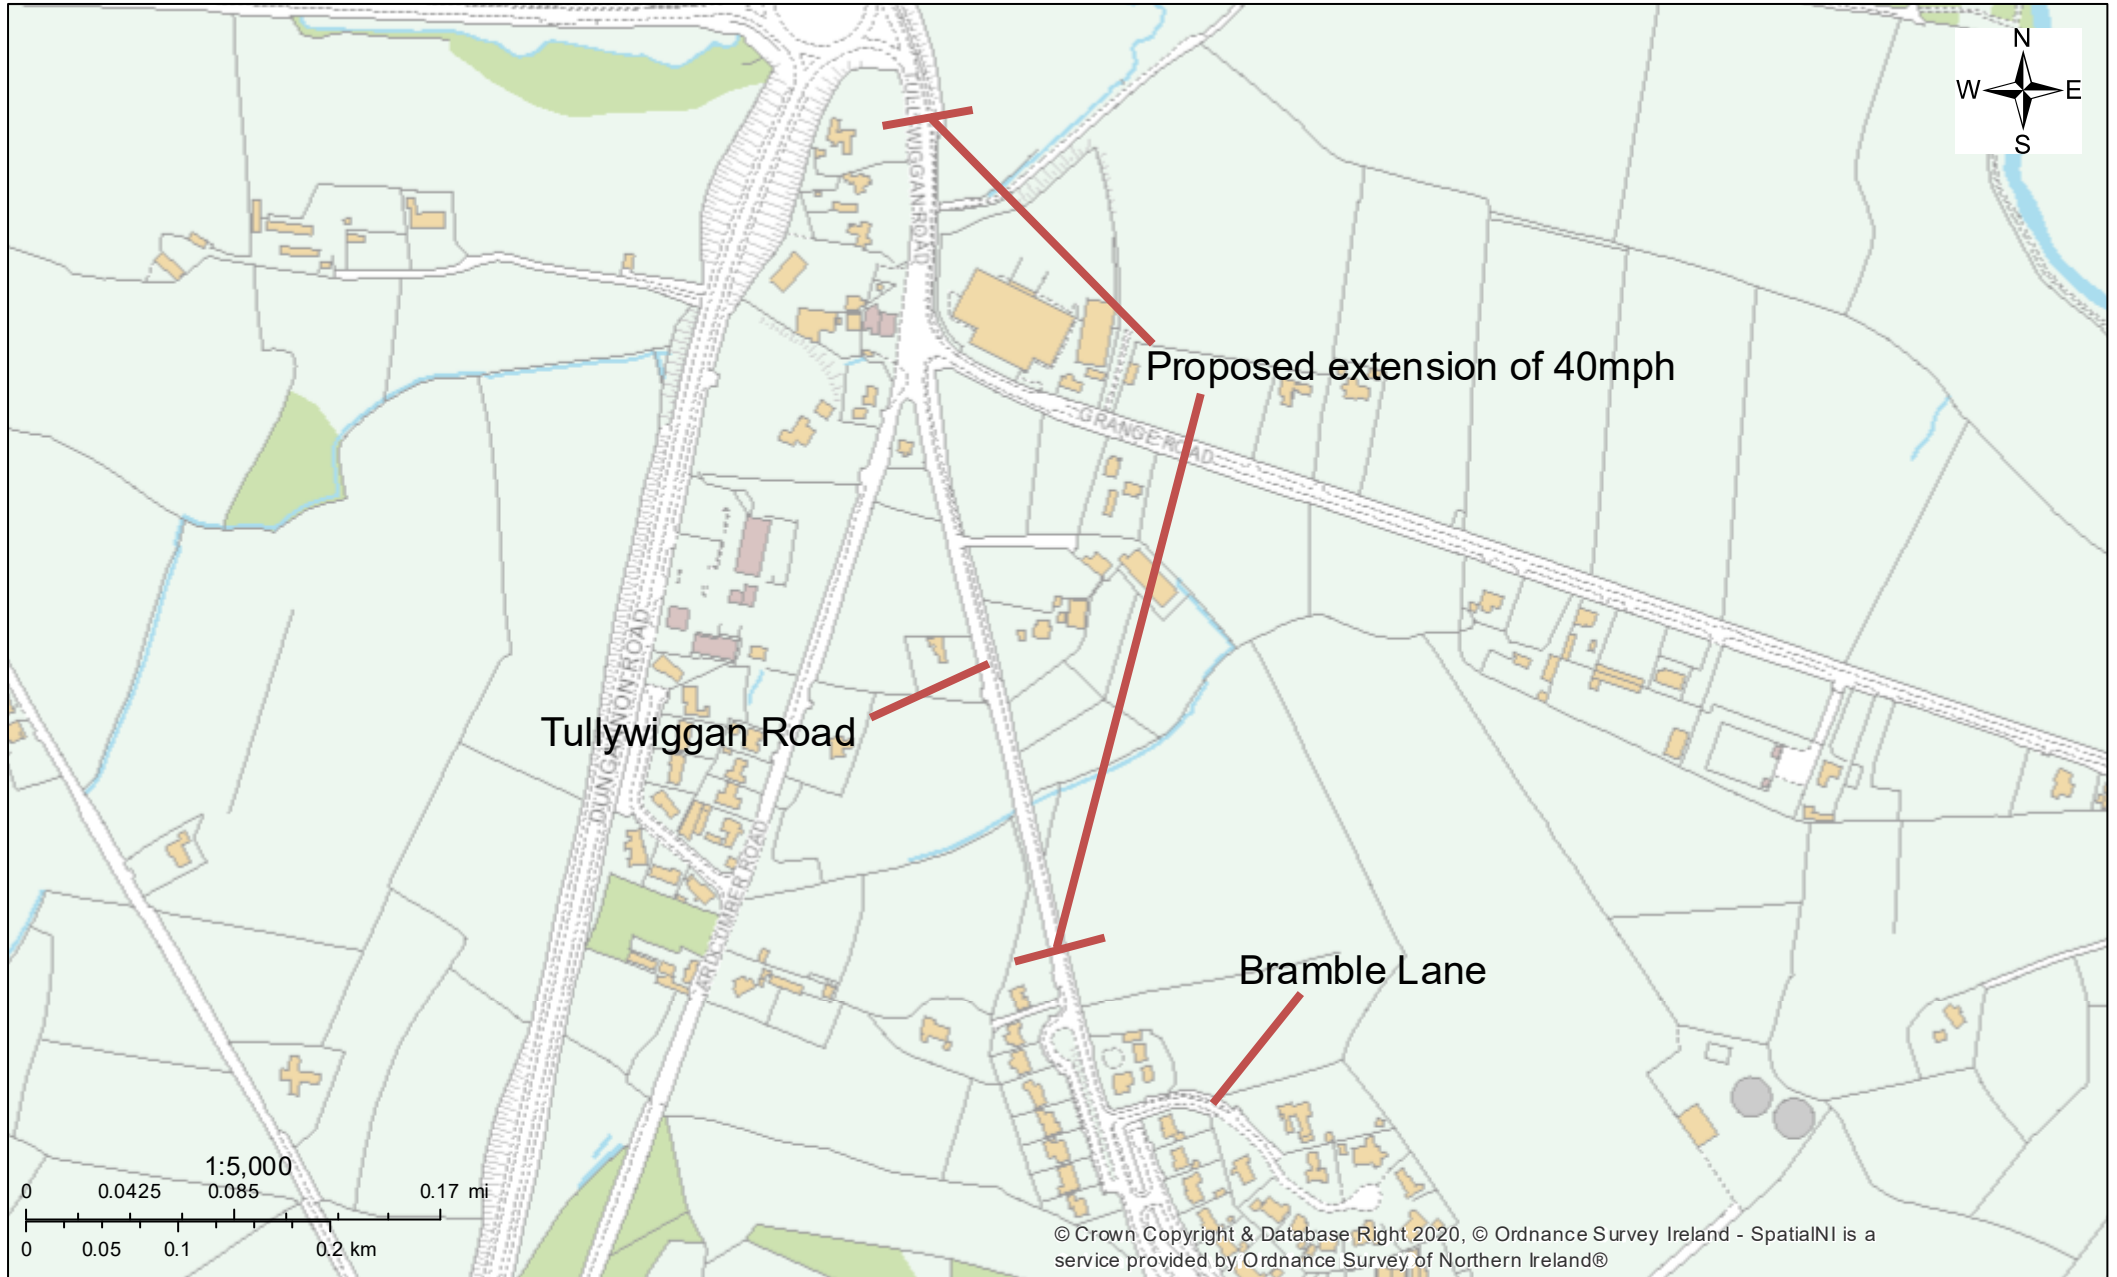 N
W E
S
TULLYWIGGAN ROAD
Proposed extension of 40mph
GRANGE ROAD
DUNGANNON ROAD
Tullywiggan Road
ARDCUMBER ROAD
Bramble Lane
1:5,000
0 0.0425 0.085 0.17 mi
0 0.05 0.1 0.2 km
© Crown Copyright & Database Right 2020, © Ordnance Survey Ireland - SpatialNI is a
service provided by Ordnance Survey of Northern Ireland®